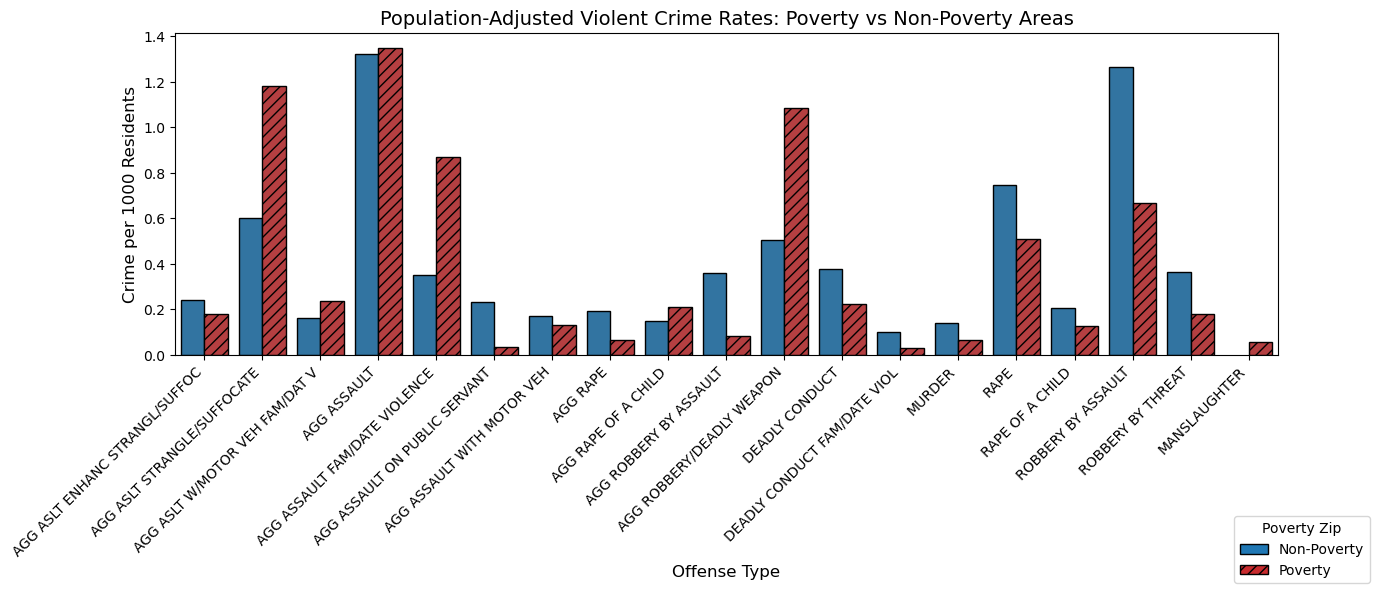 Population-Adjusted Violent Crime Rates: Poverty vs Non-Poverty Areas
Crime per 1000 Residents
1.4
1.2
1.0
0.8
0.6
0.4
0.2
0.0
AGG ASLT ENHANC STRANGL/SUFFOC
AGG ASLT STRANGLE/SUFFOCATE
AGG ASLT W/MOTOR VEH FAM/DAT V
AGG ASSAULT
AGG ASSAULT FAM/DATE VIOLENCE
AGG ASSAULT ON PUBLIC SERVANT
AGG ASSAULT WITH MOTOR VEH
AGG RAPE
AGG RAPE OF A CHILD
AGG ROBBERY BY ASSAULT
AGG ROBBERY/DEADLY WEAPON
DEADLY CONDUCT
DEADLY CONDUCT FAM/DATE VIOL
MURDER
RAPE
RAPE OF A CHILD
ROBBERY BY ASSAULT
ROBBERY BY THREAT
MANSLAUGHTER
Offense Type
Poverty Zip
Non-Poverty
Poverty